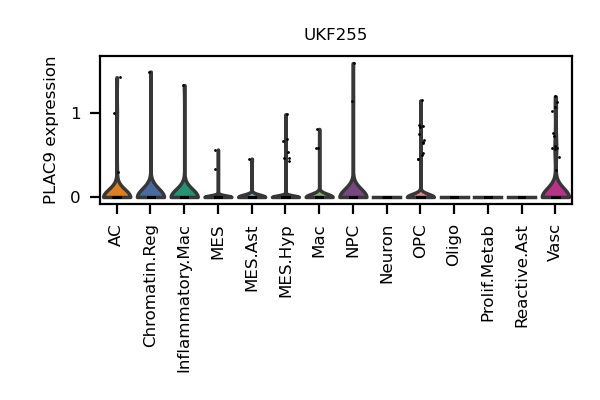 UKF255
PLAC9 expression
1
0
AC
Chromatin.Reg
Inflammatory.Mac
MES
MES.Ast
MES.Hyp
Mac
NPC
Neuron
OPC
Oligo
Prolif.Metab
Reactive.Ast
Vasc